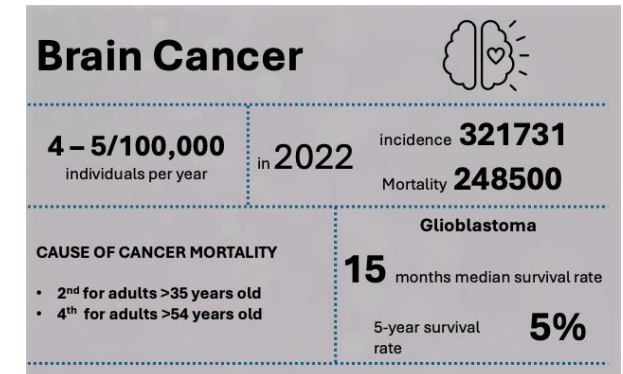 Brain Cancer
4 – 5/100,000
individuals per year
in 2022
incidence 321731
Mortality 248500
CAUSE OF CANCER MORTALITY
• 2nd for adults >35 years old
• 4th for adults >54 years old
Glioblastoma
15 months median survival rate
5-year survival
rate
5%